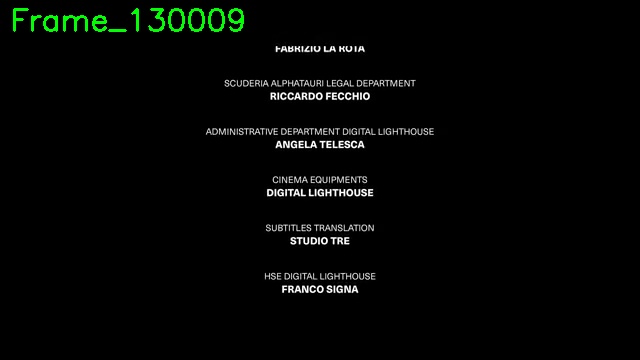 Frame_130009
FABRIZIO LA ROTA
SCUDERIA ALPHATAURI LEGAL DEPARTMENT
RICCARDO FECCHIO
ADMINISTRATIVE DEPARTMENT DIGITAL LIGHTHOUSE
ANGELA TELESCA
CINEMA EQUIPMENTS
DIGITAL LIGHTHOUSE
SUBTITLES TRANSLATION
STUDIO TRE
HSE DIGITAL LIGHTHOUSE
FRANCO SIGNA